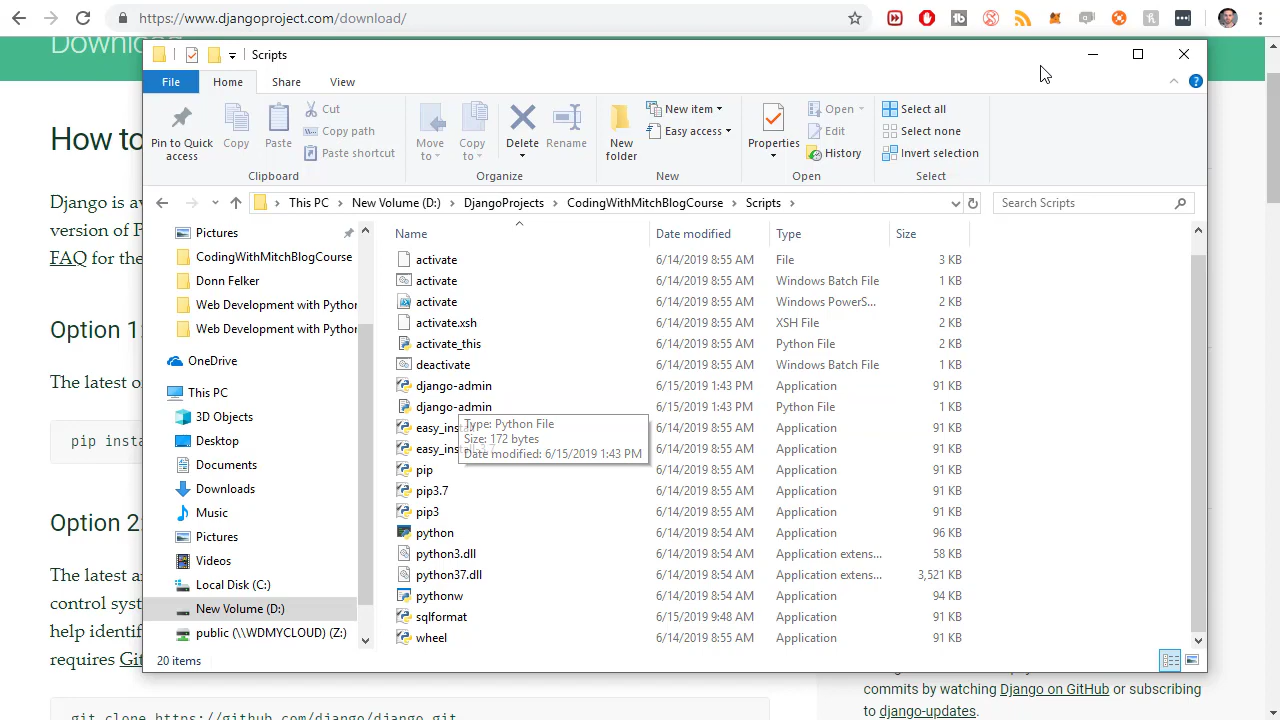 https://www.djangoproject.com/download/
Download
Scripts
File
Home
Share
View
Pin to Quick access
Copy
Paste
Cut
Copy path
Paste shortcut
Clipboard
Move to
Copy to
Delete
Rename
Organize
New folder
New item
Easy access
New
Properties
Open
Edit
History
Open
Select all
Select none
Invert selection
Select
This PC > New Volume (D:) > DjangoProjects > CodingWithMitchBlogCourse > Scripts >
Search Scripts
Pictures
CodingWithMitchBlogCourse
Donn Felker
Web Development with Python
Web Development with Python
OneDrive
This PC
3D Objects
Desktop
Documents
Downloads
Music
Pictures
Videos
Local Disk (C:)
New Volume (D:)
public (\\WDMYCLOUD) (Z:)
Name Date modified Type Size
activate 6/14/2019 8:55 AM File 3 KB
activate 6/14/2019 8:55 AM Windows Batch File 1 KB
activate 6/14/2019 8:55 AM Windows PowerS... 2 KB
activate.xsh 6/14/2019 8:55 AM XSH File 2 KB
activate_this 6/14/2019 8:55 AM Python File 2 KB
deactivate 6/14/2019 8:55 AM Windows Batch File 1 KB
django-admin 6/15/2019 1:43 PM Application 91 KB
django-admin 6/15/2019 1:43 PM Python File 1 KB
easy_inst 6/14/2019 8:55 AM Application 91 KB
easy_inst 6/14/2019 8:55 AM Application 91 KB
pip 6/14/2019 8:55 AM Application 91 KB
pip3.7 6/14/2019 8:55 AM Application 91 KB
pip3 6/14/2019 8:55 AM Application 91 KB
python 6/14/2019 8:54 AM Application 96 KB
python3.dll 6/14/2019 8:54 AM Application extens... 58 KB
python37.dll 6/14/2019 8:54 AM Application extens... 3,521 KB
pythonw 6/14/2019 8:54 AM Application 94 KB
sqlformat 6/15/2019 9:48 AM Application 91 KB
wheel 6/14/2019 8:55 AM Application 91 KB
Type: Python File
Size: 172 bytes
Date modified: 6/15/2019 1:43 PM
20 items
How to
Django is av
version of P
FAQ for the
Option 1:
The latest o
pip insta
Option 2:
The latest a
control syst
help identif
requires Git
git clone https://github.com/django/django.git
commits by watching Django on GitHub or subscribing
to django-updates.